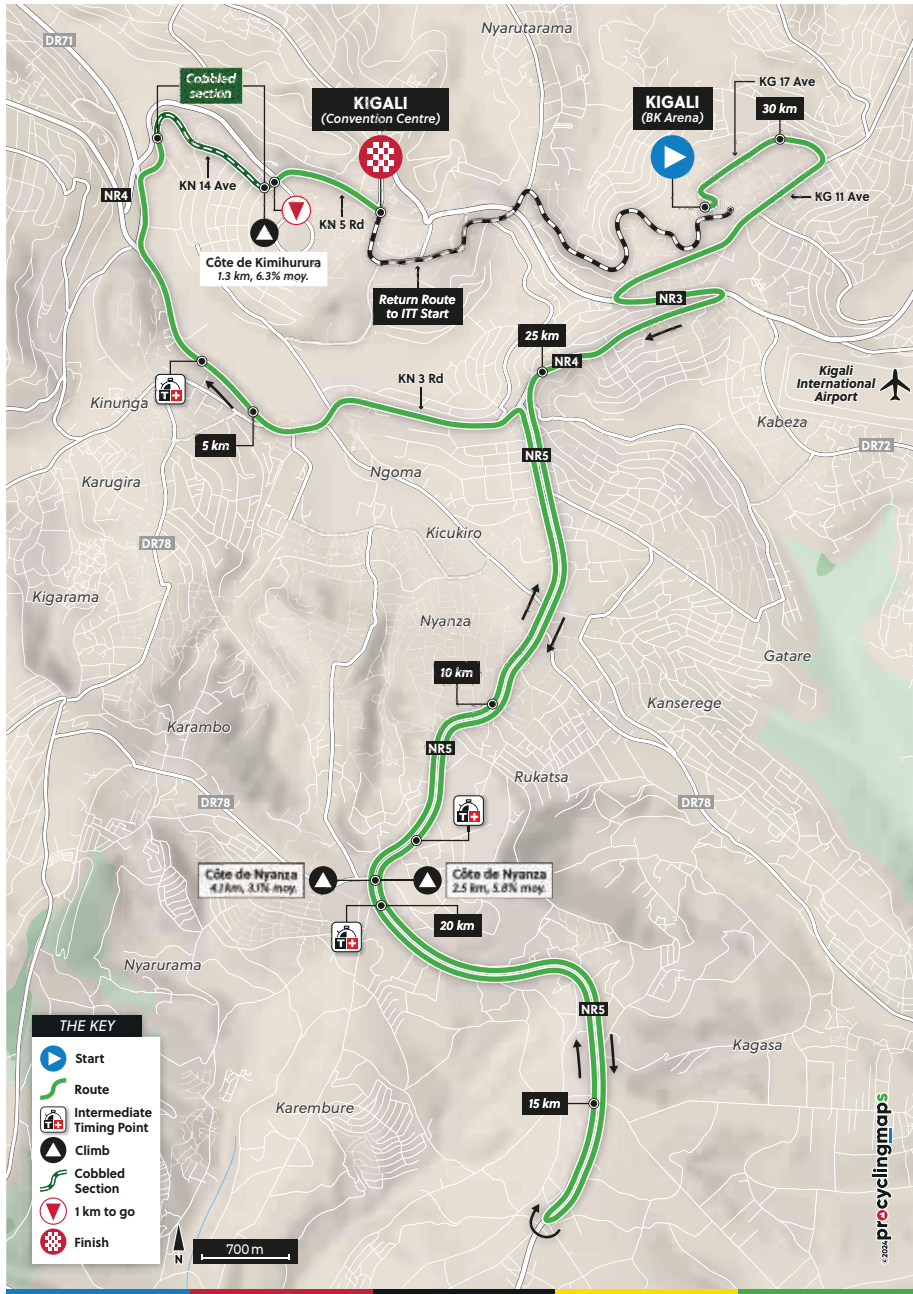 Nyarutarama
DR71
Cobbled
section
KIGALI
(Convention Centre)
KIGALI
(BK Arena)
KG 17 Ave
30 km
KN 14 Ave
NR4
KG 11 Ave
KN 5 Rd
Côte de Kimihurura
1.3 km, 6.3% moy.
Return Route
to ITT Start
NR3
25 km
NR4
Kigali
International
Airport
KN 3 Rd
Kinunga
Kabeza
5 km
DR72
NR5
Ngoma
Karugira
Kicukiro
DR78
Kigarama
Nyanza
Gatare
10 km
Kanserege
Karambo
NR5
Rukatsa
DR78
DR78
Côte de Nyanza
4.1 km, 3.1% moy.
Côte de Nyanza
2.5 km, 5.8% moy.
20 km
Nyarurama
NR5
THE KEY
Start
Route
Intermediate
Timing Point
Climb
Cobbled
Section
1 km to go
Finish
Kagasa
15 km
Karembure
N
700 m
©2024 procyclingmaps